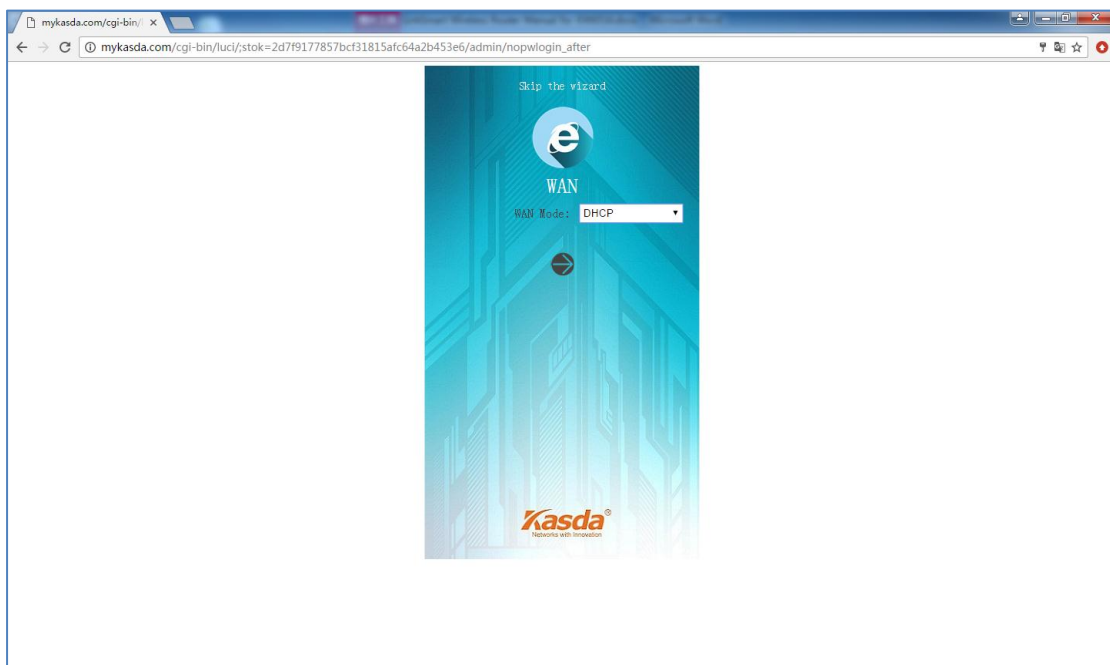 mykasda.com/cgi-bin/
mykasda.com/cgi-bin/luci/;stok=2d7f9177857bcf31815afc64a2b453e6/admin/nopwlogin_after
Skip the wizard
WAN
WAN Mode: DHCP
Kasda®
Networks with Innovation